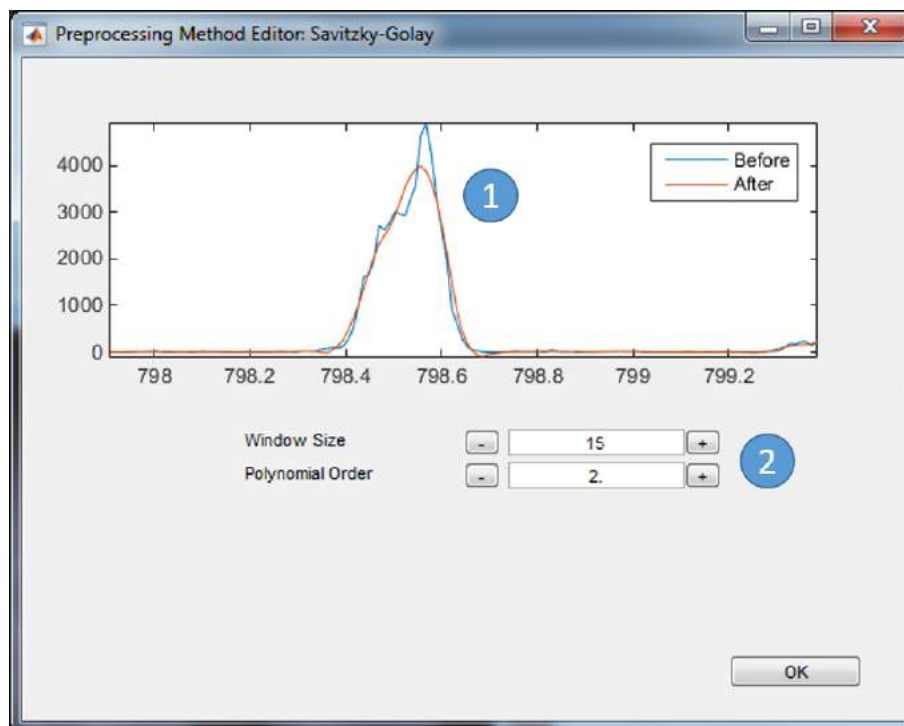 Preprocessing Method Editor: Savitzky-Golay
4000
3000
2000
1000
0
Before
After
1
798 798.2 798.4 798.6 798.8 799 799.2
Window Size - 15 +
Polynomial Order - 2. +
2
OK